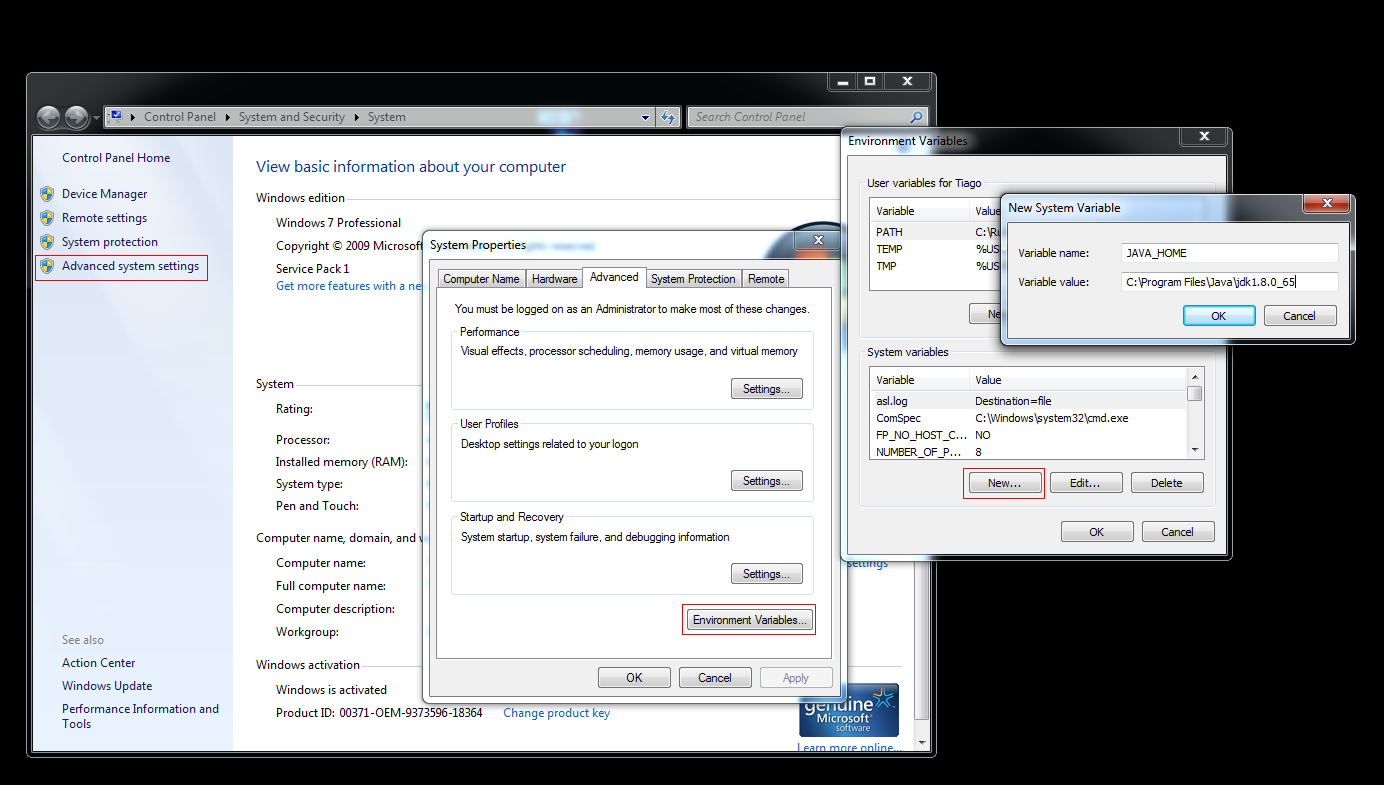 Control Panel
System and Security
System
Search Control Panel
Control Panel Home
Device Manager
Remote settings
System protection
Advanced system settings
See also
Action Center
Windows Update
Performance Information and
Tools
View basic information about your computer
Windows edition
Windows 7 Professional
Copyright © 2009 Microsoft
rights reserved.
Service Pack 1
Get more features with a ne
System
Rating:
Processor:
Installed memory (RAM):
System type:
Pen and Touch:
Computer name, domain, and w
Computer name:
Full computer name:
Computer description:
Workgroup:
settings
Windows activation
Windows is activated
Product ID: 00371-OEM-9373596-18364 Change product key
genuine
Microsoft
software
Learn more online...
System Properties
Computer Name Hardware Advanced System Protection Remote
You must be logged on as an Administrator to make most of these changes.
Performance
Visual effects, processor scheduling, memory usage, and virtual memory
Settings...
User Profiles
Desktop settings related to your logon
Settings...
Startup and Recovery
System startup, system failure, and debugging information
Settings...
Environment Variables...
OK Cancel Apply
Environment Variables
User variables for Tiago
Variable Value
PATH C:\Ru
TEMP %US
TMP %US
Ne
System variables
Variable Value
asl.log Destination=file
ComSpec C:\Windows\system32\cmd.exe
FP_NO_HOST_C... NO
NUMBER_OF_P... 8
New... Edit... Delete
OK Cancel
New System Variable
Variable name: JAVA_HOME
Variable value: C:\Program Files\Java\jdk1.8.0_65
OK Cancel